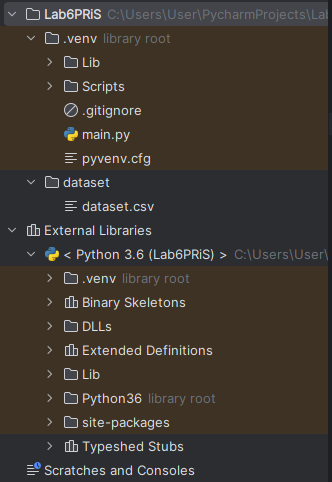 Lab6PRiS C:\Users\User\PycharmProjects\Lab
.venv library root
Lib
Scripts
.gitignore
main.py
pyvenv.cfg
dataset
dataset.csv
External Libraries
< Python 3.6 (Lab6PRiS) > C:\Users\User\
.venv library root
Binary Skeletons
DLLs
Extended Definitions
Lib
Python36 library root
site-packages
Typeshed Stubs
Scratches and Consoles